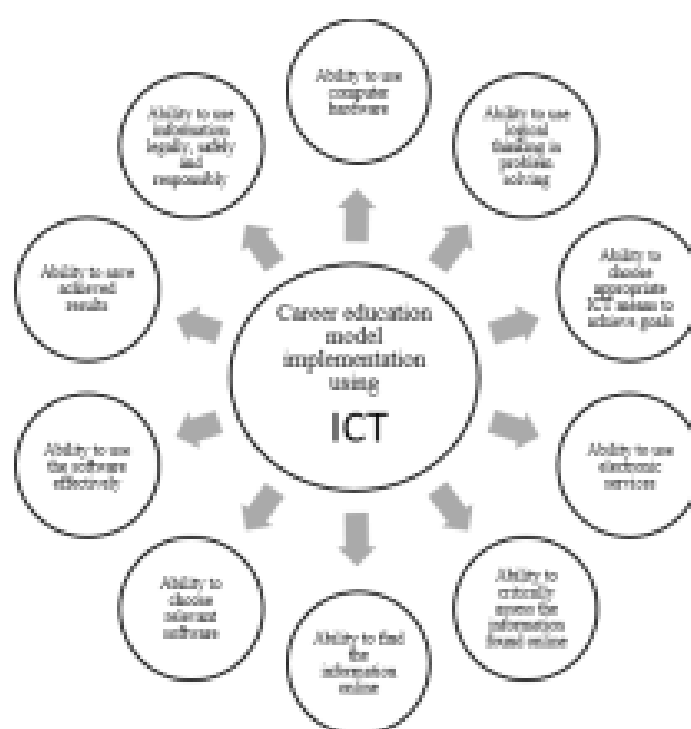 Ability to use
computer
hardware
Ability to use
logical
thinking in
problem
solving
Ability to
choose
appropriate
ICT means to
achieve goals
Ability to use
electronic
services
Ability to
critically
assess the
information
found online
Ability to find
the
information
online
Ability to
choose
relevant
software
Ability to use
the software
effectively
Ability to save
achieved
results
Ability to use
information
legally, safely
and
responsibly
Career education
model
implementation
using
ICT